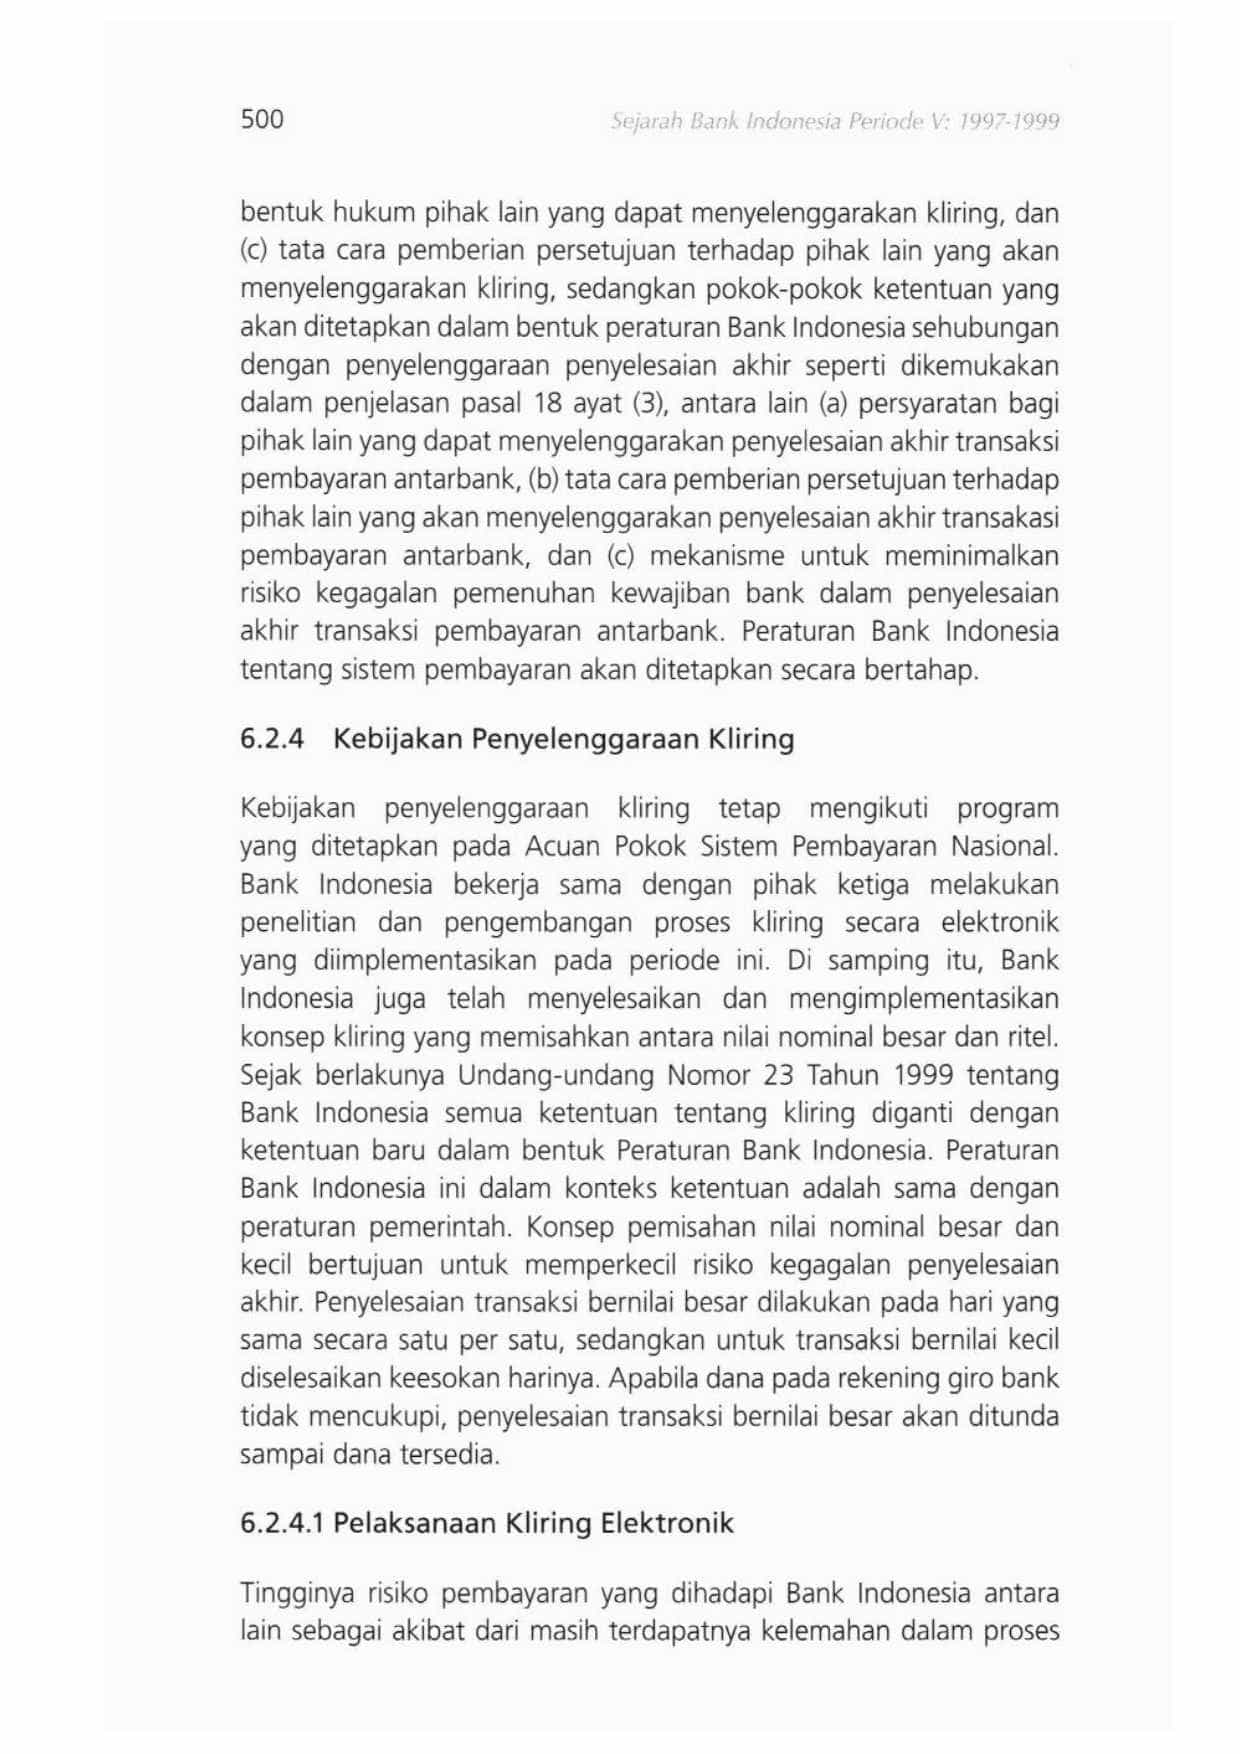 500
Sejarah Bank Indonesia Periode V: 1997-1999
bentuk hukum pihak lain yang dapat menyelenggarakan kliring, dan
(c) tata cara pemberian persetujuan terhadap pihak lain yang akan
menyelenggarakan kliring, sedangkan pokok-pokok ketentuan yang
akan ditetapkan dalam bentuk peraturan Bank Indonesia sehubungan
dengan penyelenggaraan penyelesaian akhir seperti dikemukakan
dalam penjelasan pasal 18 ayat (3), antara lain (a) persyaratan bagi
pihak lain yang dapat menyelenggarakan penyelesaian akhir transaksi
pembayaran antarbank, (b) tata cara pemberian persetujuan terhadap
pihak lain yang akan menyelenggarakan penyelesaian akhir transakasi
pembayaran antarbank, dan (c) mekanisme untuk meminimalkan
risiko kegagalan pemenuhan kewajiban bank dalam penyelesaian
akhir transaksi pembayaran antarbank. Peraturan Bank Indonesia
tentang sistem pembayaran akan ditetapkan secara bertahap.
6.2.4 Kebijakan Penyelenggaraan Kliring
Kebijakan penyelenggaraan kliring tetap mengikuti program
yang ditetapkan pada Acuan Pokok Sistem Pembayaran Nasional.
Bank Indonesia bekerja sama dengan pihak ketiga melakukan
penelitian dan pengembangan proses kliring secara elektronik
yang diimplementasikan pada periode ini. Di samping itu, Bank
Indonesia juga telah menyelesaikan dan mengimplementasikan
konsep kliring yang memisahkan antara nilai nominal besar dan ritel.
Sejak berlakunya Undang-undang Nomor 23 Tahun 1999 tentang
Bank Indonesia semua ketentuan tentang kliring diganti dengan
ketentuan baru dalam bentuk Peraturan Bank Indonesia. Peraturan
Bank Indonesia ini dalam konteks ketentuan adalah sama dengan
peraturan pemerintah. Konsep pemisahan nilai nominal besar dan
kecil bertujuan untuk memperkecil risiko kegagalan penyelesaian
akhir. Penyelesaian transaksi bernilai besar dilakukan pada hari yang
sama secara satu per satu, sedangkan untuk transaksi bernilai kecil
diselesaikan keesokan harinya. Apabila dana pada rekening giro bank
tidak mencukupi, penyelesaian transaksi bernilai besar akan ditunda
sampai dana tersedia.
6.2.4.1 Pelaksanaan Kliring Elektronik
Tingginya risiko pembayaran yang dihadapi Bank Indonesia antara
lain sebagai akibat dari masih terdapatnya kelemahan dalam proses